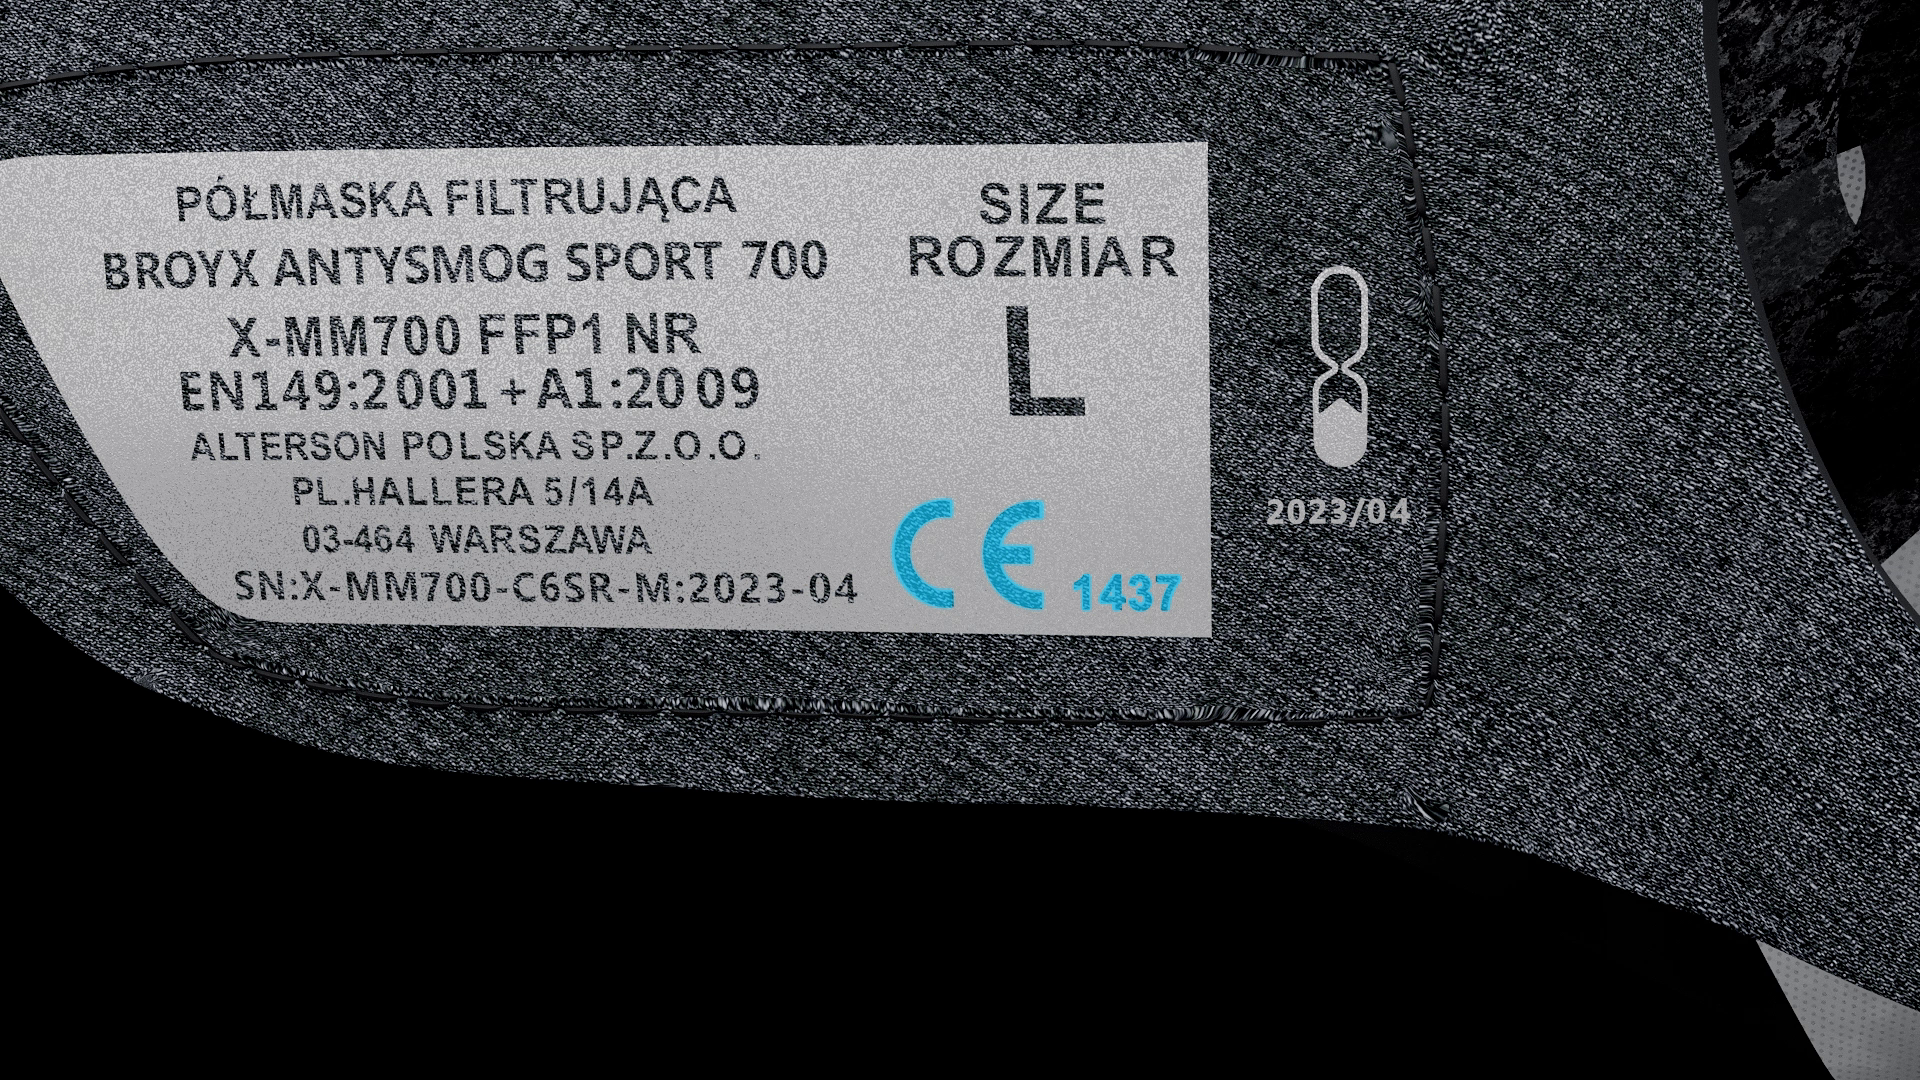 PÓŁMASKA FILTRUJĄCA
BROYX ANTYSMOG SPORT 700
X-MM700 FFP1 NR
EN149:2001 + A1:2009
ALTERSON POLSKA SP.Z.O.O.
PL.HALLERA 5/14A
03-464 WARSZAWA
SN:X-MM700-C6SR-M:2023-04
SIZE
ROZMIAR
L
CE 1437
2023/04